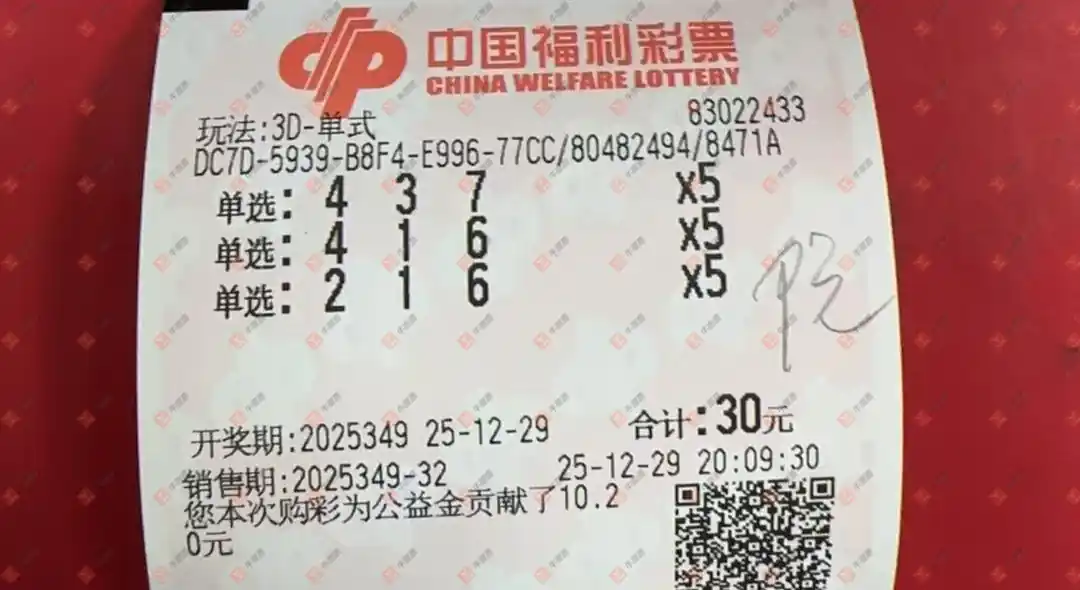 中国福利彩票
CHINA WELFARE LOTTERY
玩法:3D-单式 83022433
DC7D-5939-B8F4-E996-77CC/80482494/8471A
单选: 4 3 7 x5
单选: 4 1 6 x5
单选: 2 1 6 x5
开奖期:2025349 25-12-29 合计:30元
销售期:2025349-32 25-12-29 20:09:30
您本次购彩为公益金贡献了10.2
0元